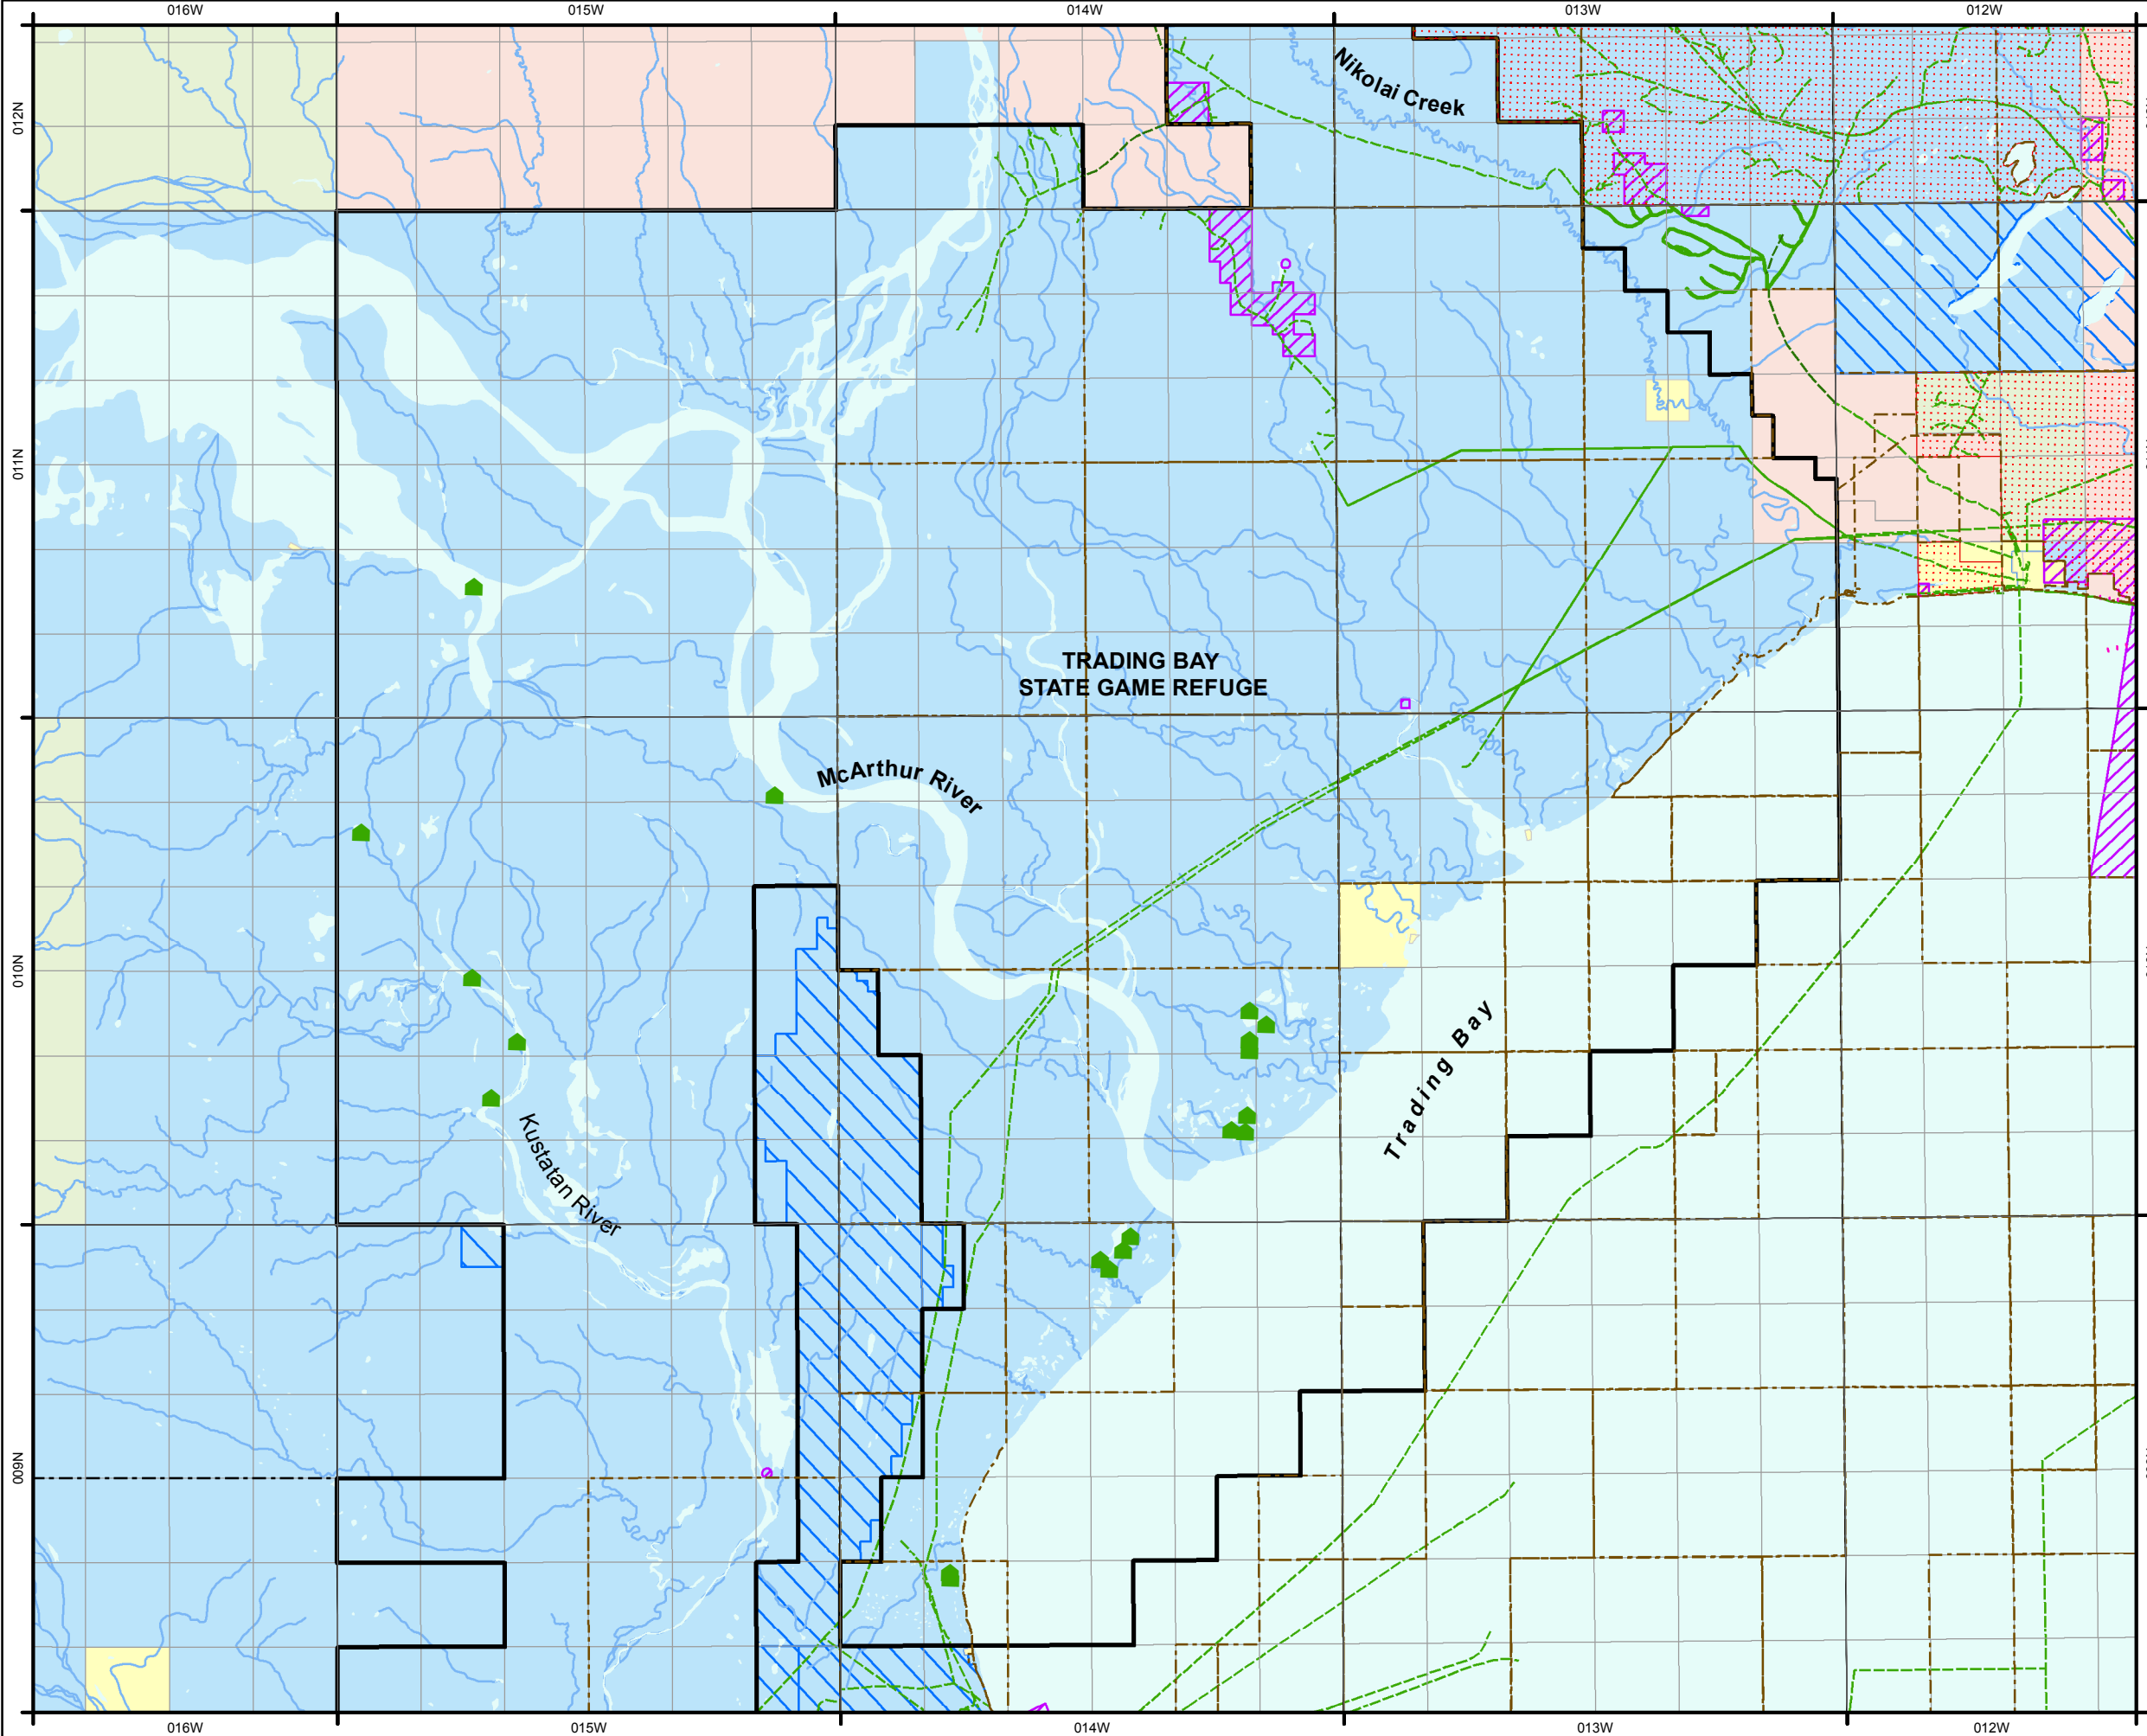 016W
015W
014W
013W
012W
012N
Nikolai Creek
011N
TRADING BAY
STATE GAME REFUGE
McArthur River
010N
Trading Bay
Kustatan River
009N
016W
015W
014W
013W
012W